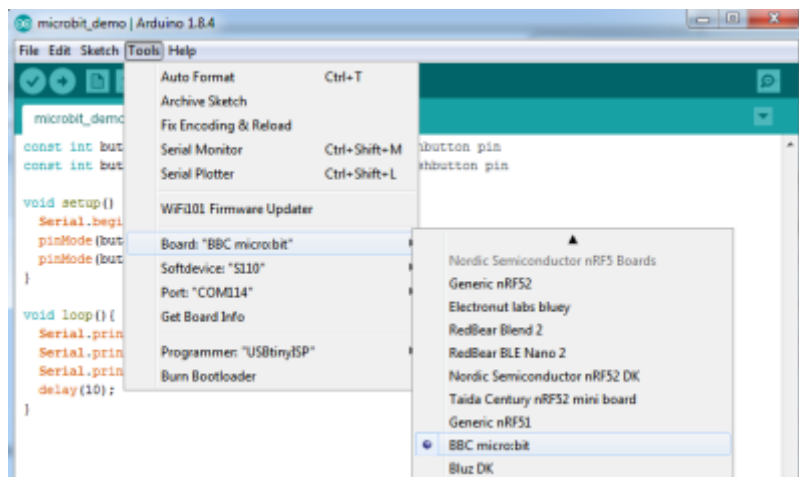 microbit_demo | Arduino 1.8.4
File Edit Sketch Tools Help
microbit_demo
Auto Format Ctrl+T
Archive Sketch
Fix Encoding & Reload
Serial Monitor Ctrl+Shift+M
Serial Plotter Ctrl+Shift+L
WiFi101 Firmware Updater
Board: "BBC micro:bit"
Softdevice: "S110"
Port: "COM114"
Get Board Info
Programmer: "USBtinyISP"
Burn Bootloader
const int but
hbutton pin
const int but
shbutton pin
void setup()
Serial.begi
pinMode(but
pinMode(but
}
void loop(){
Serial.prin
Serial.prin
Serial.prin
delay(10);
}
Nordic Semiconductor nRF5 Boards
Generic nRF52
Electronut labs bluey
RedBear Blend 2
RedBear BLE Nano 2
Nordic Semiconductor nRF52 DK
Taida Century nRF52 mini board
Generic nRF51
BBC micro:bit
Bluz DK